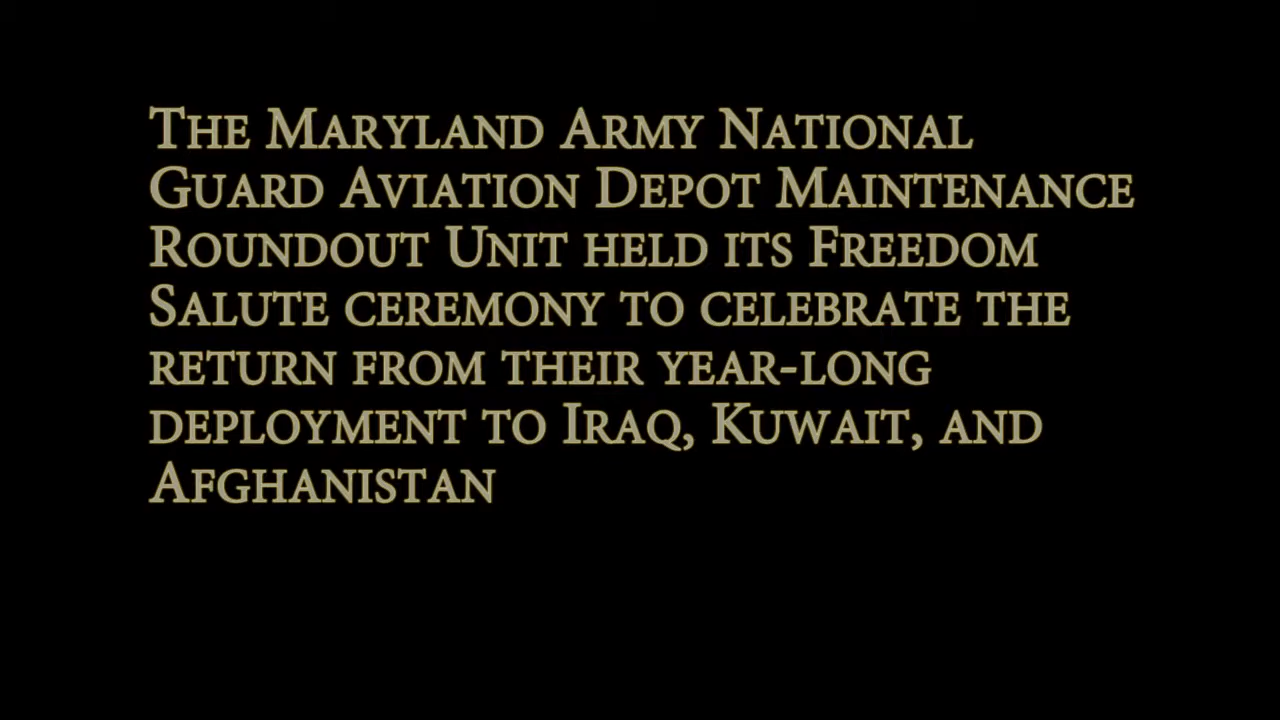 The Maryland Army National
Guard Aviation Depot Maintenance
Roundout Unit held its Freedom
Salute ceremony to celebrate the
return from their year-long
deployment to Iraq, Kuwait, and
Afghanistan